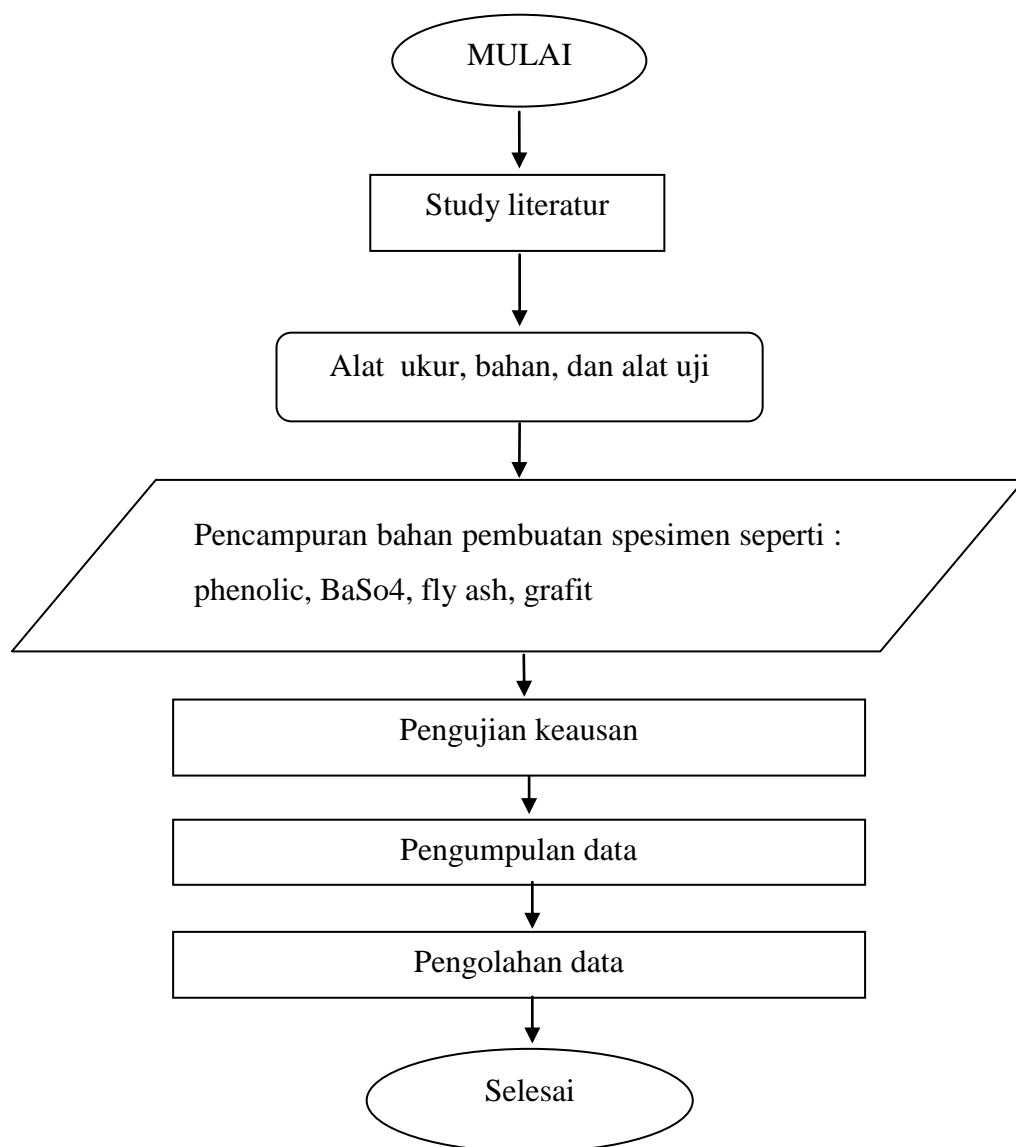 MULAI
Study literatur
Alat ukur, bahan, dan alat uji
Pencampuran bahan pembuatan spesimen seperti :
phenolic, BaSo4, fly ash, grafit
Pengujian keausan
Pengumpulan data
Pengolahan data
Selesai